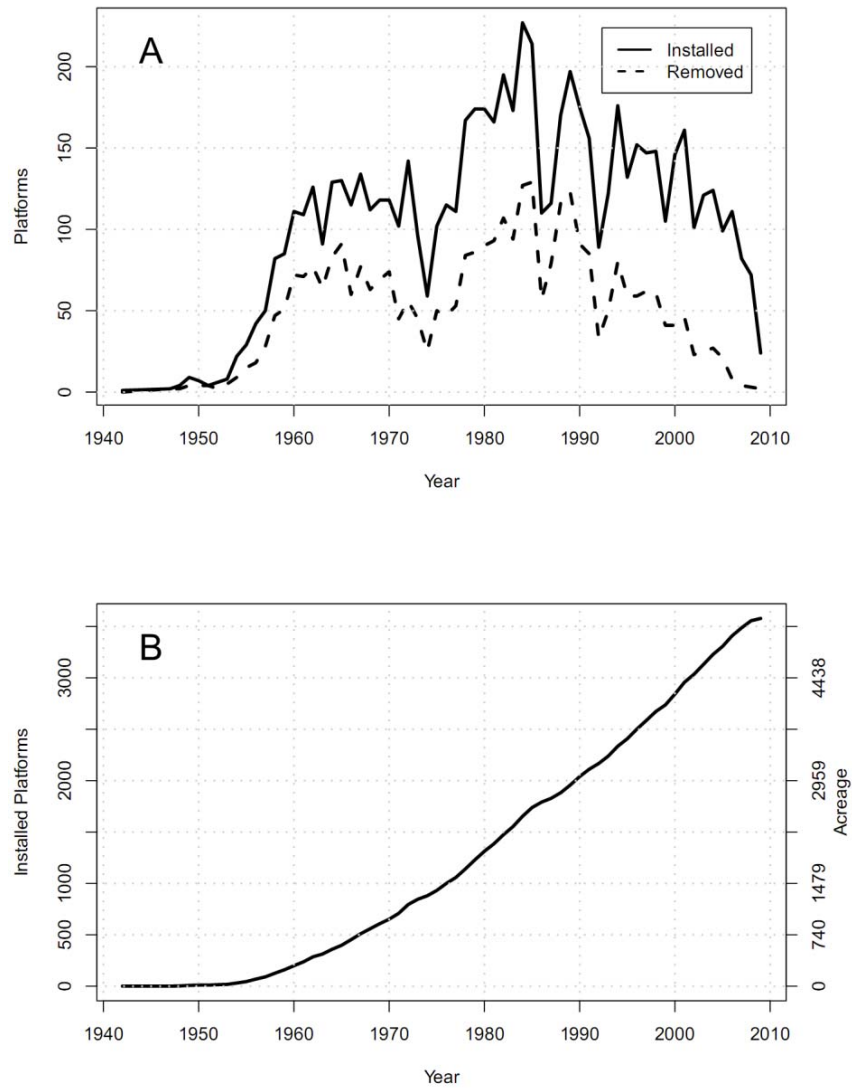 A
Installed
Removed
Platforms
200
150
100
50
0
1940 1950 1960 1970 1980 1990 2000 2010
Year
B
Installed Platforms
3000
2000
1000
500
0
4438
2959
1479
740
0
Acreage
1940 1950 1960 1970 1980 1990 2000 2010
Year